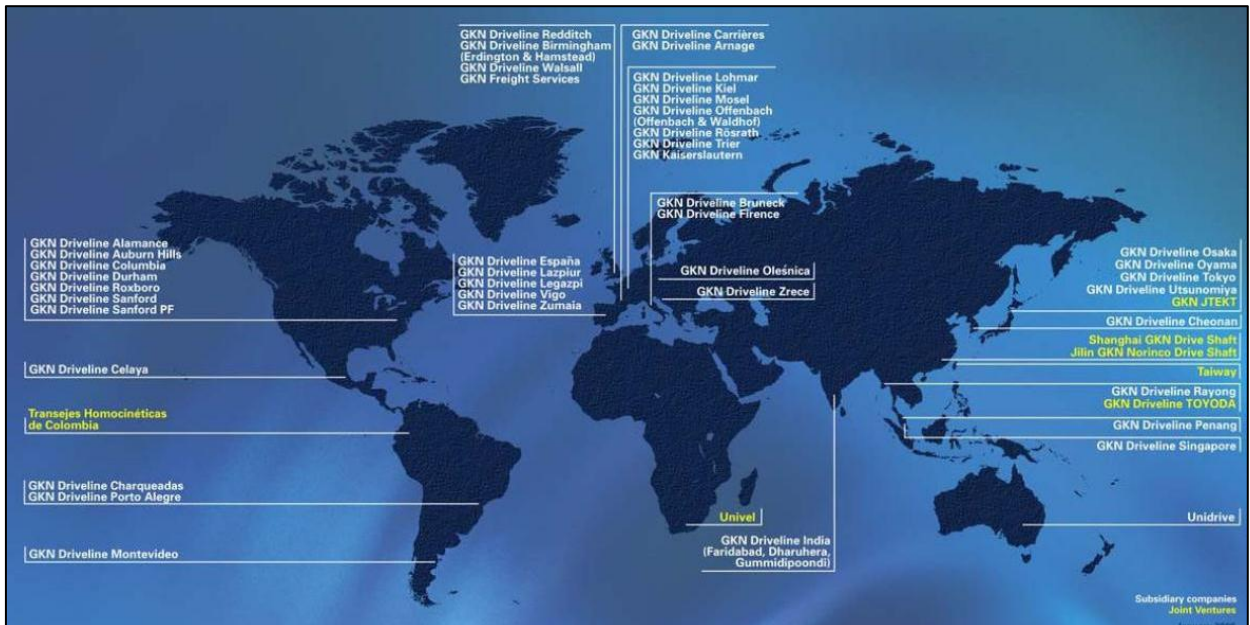 GKN Driveline Redditch
GKN Driveline Birmingham
(Erdington & Hamstead)
GKN Driveline Walsall
GKN Freight Services
GKN Driveline Carrières
GKN Driveline Arnage
GKN Driveline Lohmar
GKN Driveline Kiel
GKN Driveline Mosel
GKN Driveline Offenbach
(Offenbach & Waldhof)
GKN Driveline Rösrath
GKN Driveline Trier
GKN Kaiserslautern
GKN Driveline Bruneck
GKN Driveline Firence
GKN Driveline Alamance
GKN Driveline Auburn Hills
GKN Driveline Columbia
GKN Driveline Durham
GKN Driveline Roxboro
GKN Driveline Sanford
GKN Driveline Sanford PF
GKN Driveline España
GKN Driveline Lazpiur
GKN Driveline Legazpi
GKN Driveline Vigo
GKN Driveline Zumaia
GKN Driveline Oleśnica
GKN Driveline Zrece
GKN Driveline Osaka
GKN Driveline Oyama
GKN Driveline Tokyo
GKN Driveline Utsunomiya
GKN JTEKT
GKN Driveline Cheonan
Shanghai GKN Drive Shaft
Jilin GKN Norinco Drive Shaft
Taiway
GKN Driveline Rayong
GKN Driveline TOYODA
GKN Driveline Penang
GKN Driveline Singapore
GKN Driveline Celaya
Transejes Homocinéticas
de Colombia
GKN Driveline Charqueadas
GKN Driveline Porto Alegre
GKN Driveline Montevideo
Univel
GKN Driveline India
(Faridabad, Dharuhera,
Gummidipoondi)
Unidrive
Subsidiary companies
Joint Ventures